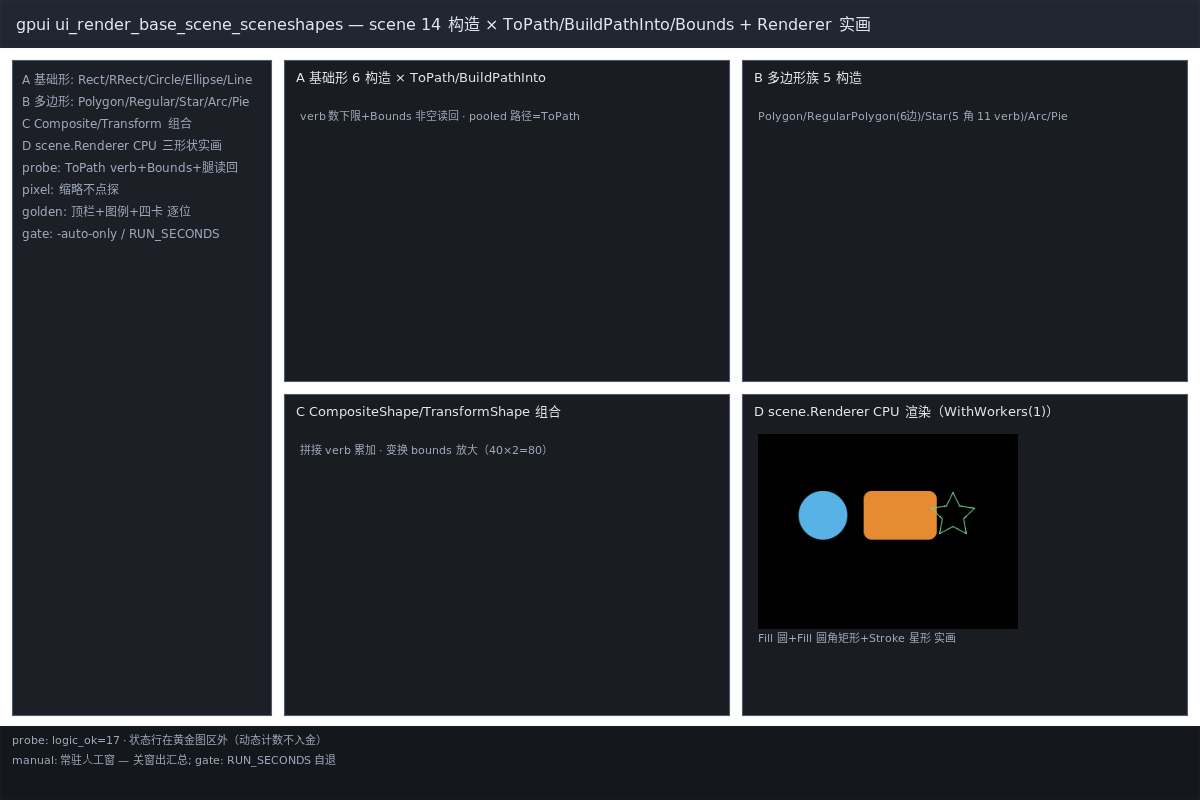 gpui ui_render_base_scene_sceneshapes — scene 14 构造 × ToPath/BuildPathInto/Bounds + Renderer 实画
A 基础形: Rect/RRect/Circle/Ellipse/Line
B 多边形: Polygon/Regular/Star/Arc/Pie
C Composite/Transform 组合
D scene.Renderer CPU 三形状实画
probe: ToPath verb+Bounds+腿读回
pixel: 缩略不点探
golden: 顶栏+图例+四卡 逐位
gate: -auto-only / RUN_SECONDS
A 基础形 6 构造 × ToPath/BuildPathInto
verb 数下限+Bounds 非空读回 · pooled 路径=ToPath
B 多边形族 5 构造
Polygon/RegularPolygon(6边)/Star(5 角 11 verb)/Arc/Pie
C CompositeShape/TransformShape 组合
拼接 verb 累加 · 变换 bounds 放大（40×2=80）
D scene.Renderer CPU 渲染（WithWorkers(1)）
Fill 圆+Fill 圆角矩形+Stroke 星形 实画
probe: logic_ok=17 · 状态行在黄金图区外（动态计数不入金）
manual: 常驻人工窗 — 关窗出汇总; gate: RUN_SECONDS 自退